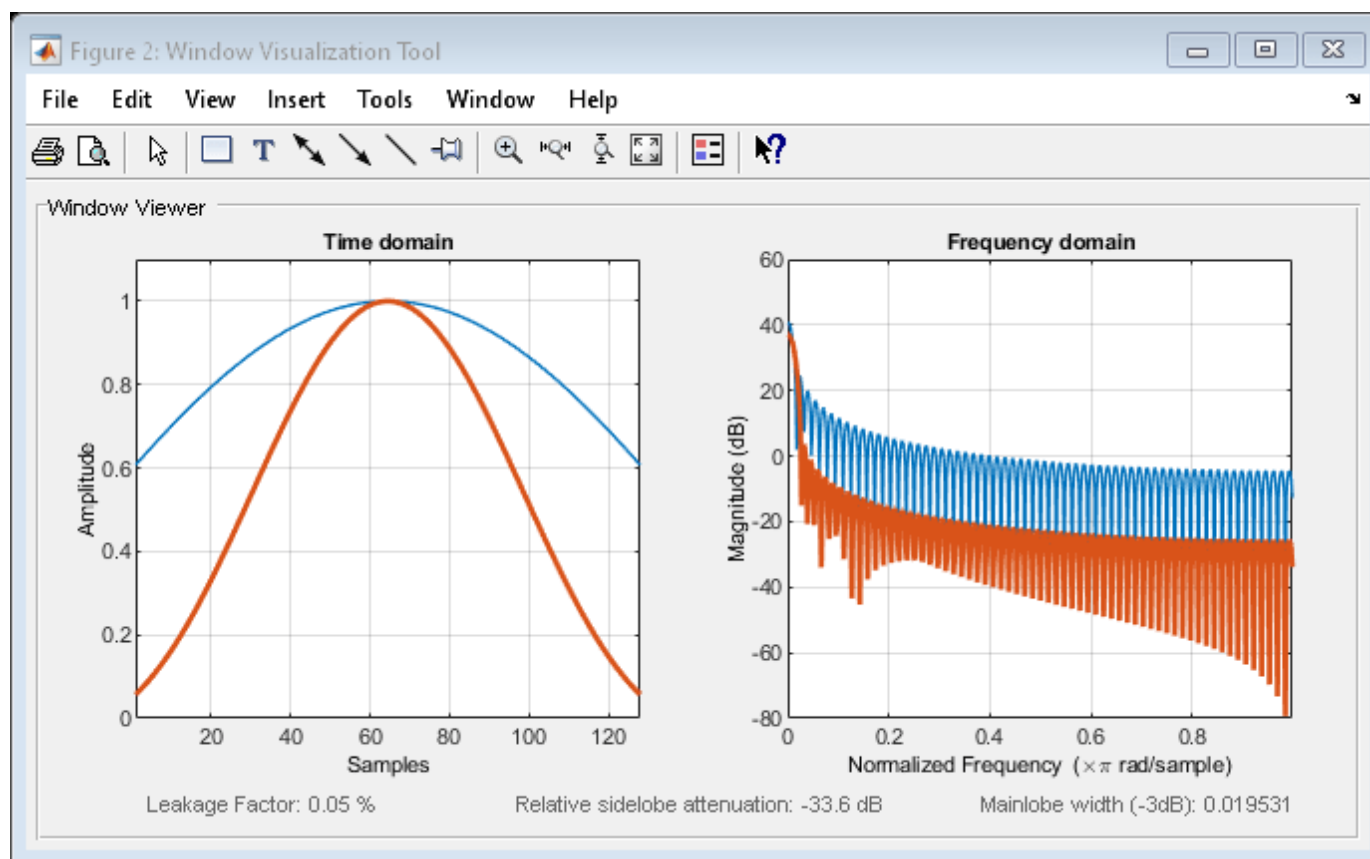 Figure 2: Window Visualization Tool
File Edit View Insert Tools Window Help
T
?
Window Viewer
Time domain
1
0.8
0.6
0.4
0.2
0
Amplitude
20 40 60 80 100 120
Samples
Frequency domain
60
40
20
0
-20
-40
-60
-80
Magnitude (dB)
0 0.2 0.4 0.6 0.8
Normalized Frequency (×π rad/sample)
Leakage Factor: 0.05 %
Relative sidelobe attenuation: -33.6 dB
Mainlobe width (-3dB): 0.019531